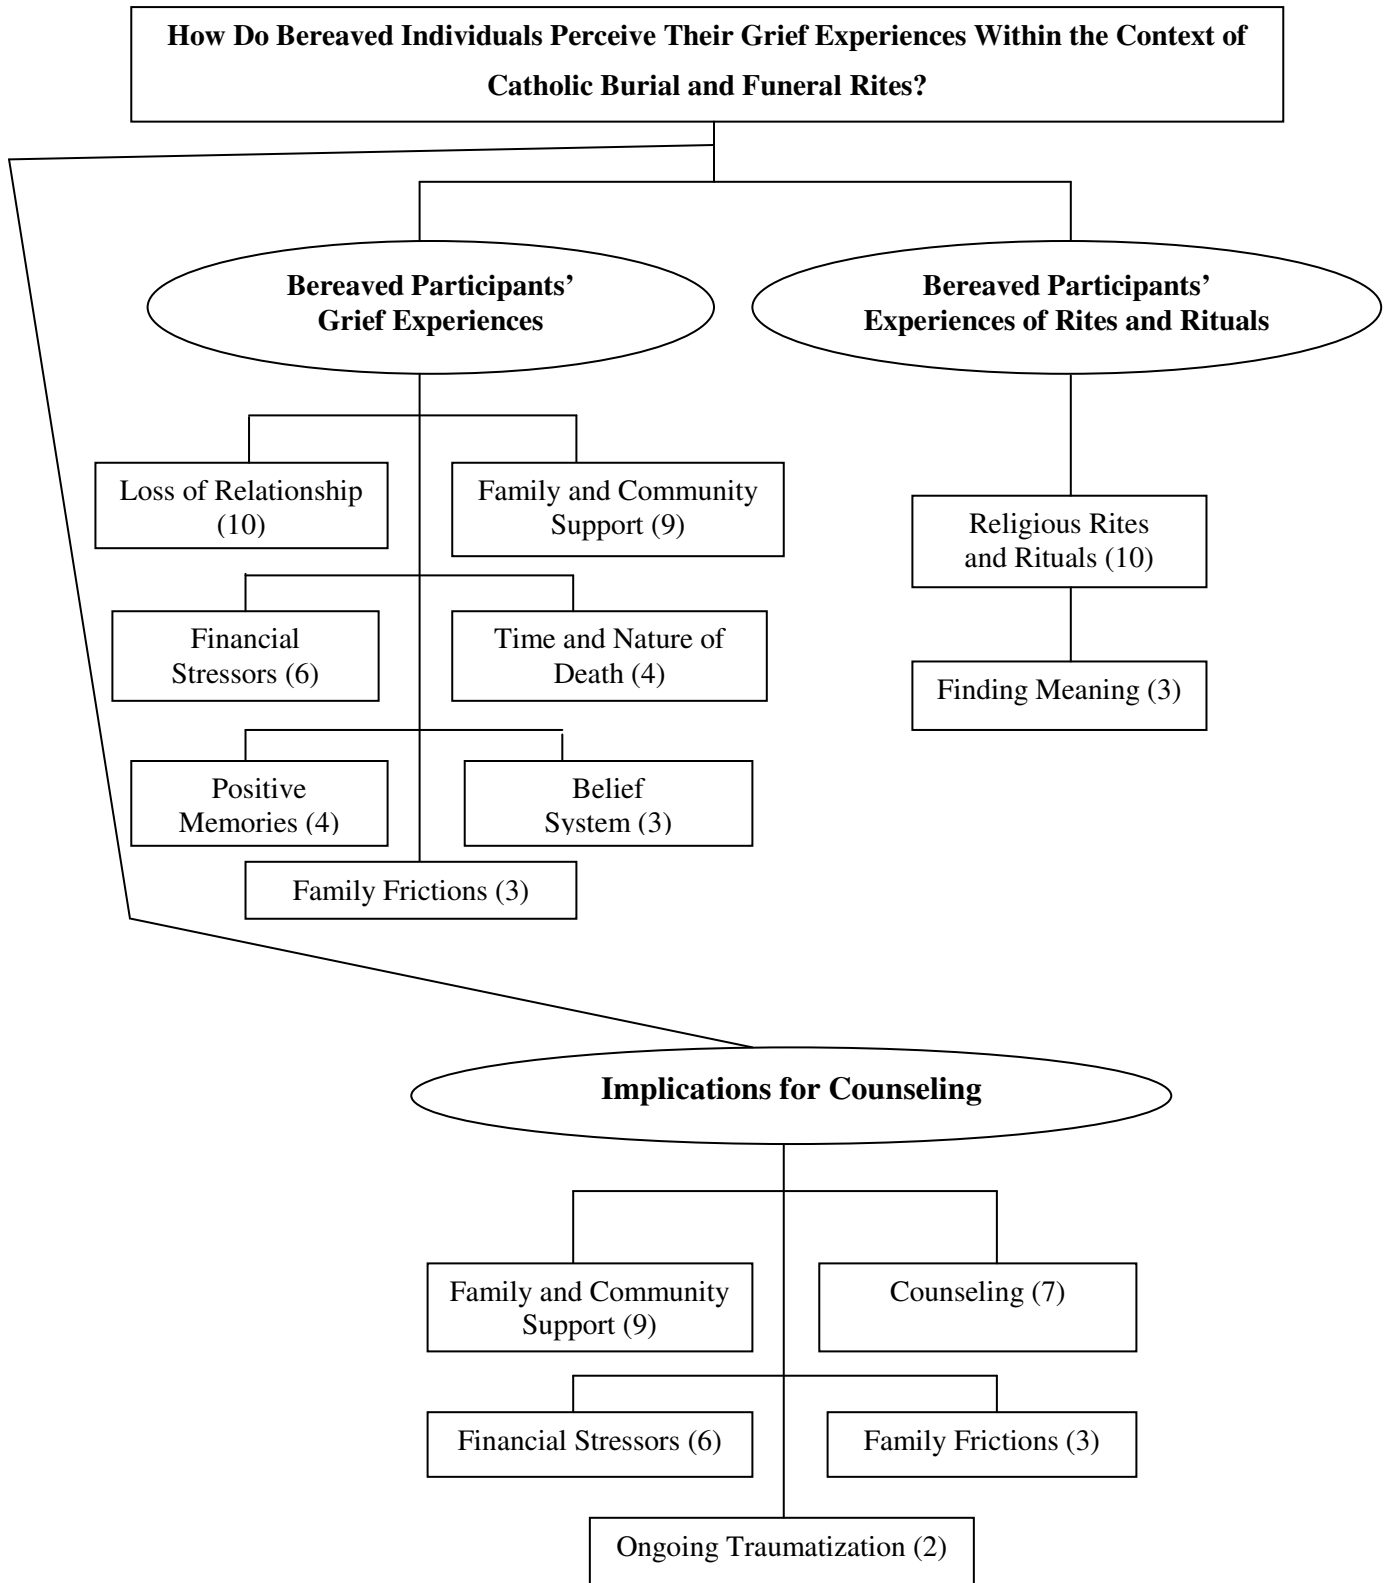 How Do Bereaved Individuals Perceive Their Grief Experiences Within the Context of
Catholic Burial and Funeral Rites?
Bereaved Participants’
Grief Experiences
Bereaved Participants’
Experiences of Rites and Rituals
Loss of Relationship
(10)
Family and Community
Support (9)
Religious Rites
and Rituals (10)
Financial
Stressors (6)
Time and Nature of
Death (4)
Finding Meaning (3)
Positive
Memories (4)
Belief
System (3)
Family Frictions (3)
Implications for Counseling
Family and Community
Support (9)
Counseling (7)
Financial Stressors (6)
Family Frictions (3)
Ongoing Traumatization (2)